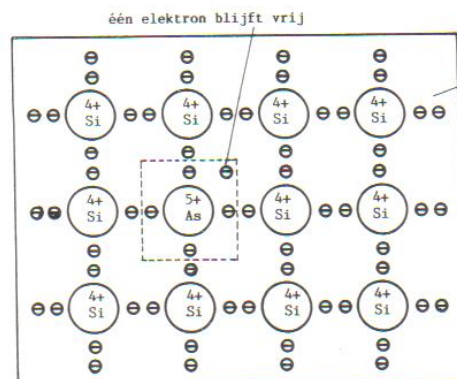 één elektron blijft vrij
4+ 4+ 4+ 4+
Si Si Si Si
4+ 5+ 4+ 4+
Si As Si Si
4+ 4+ 4+ 4+
Si Si Si Si